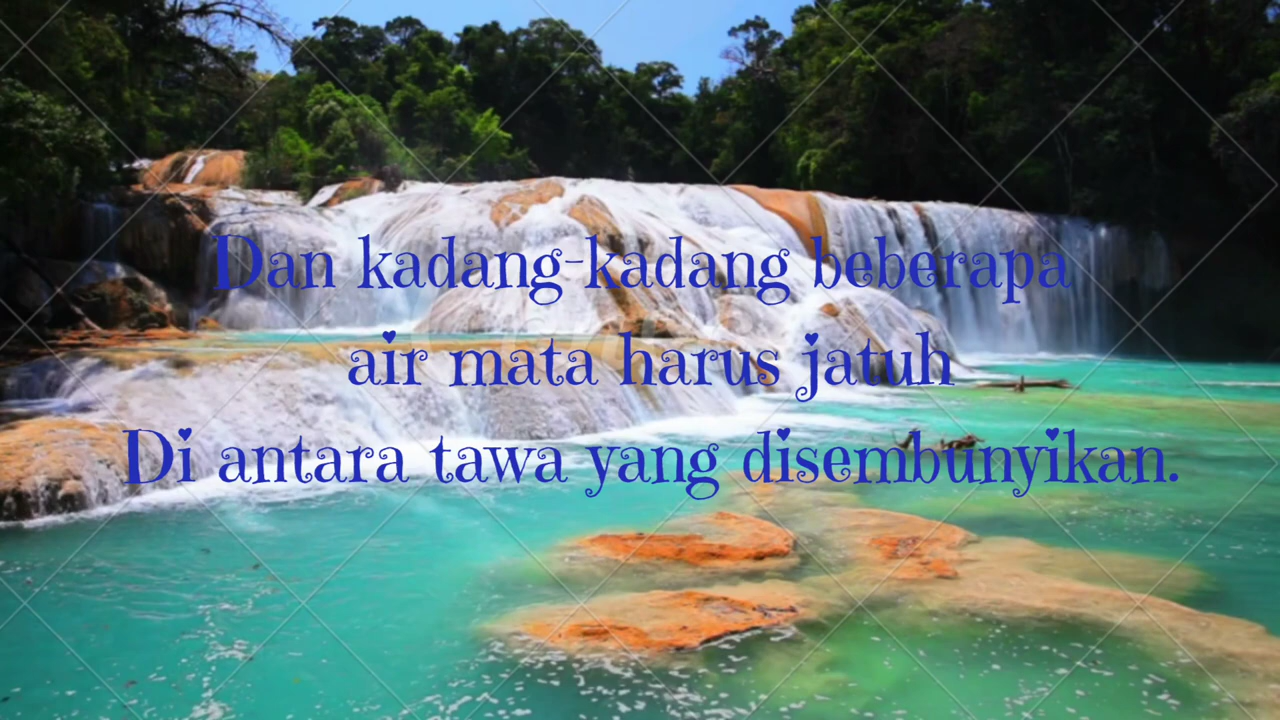 Dan kadang-kadang beberapa
air mata harus jatuh
Di antara tawa yang disembunyikan.